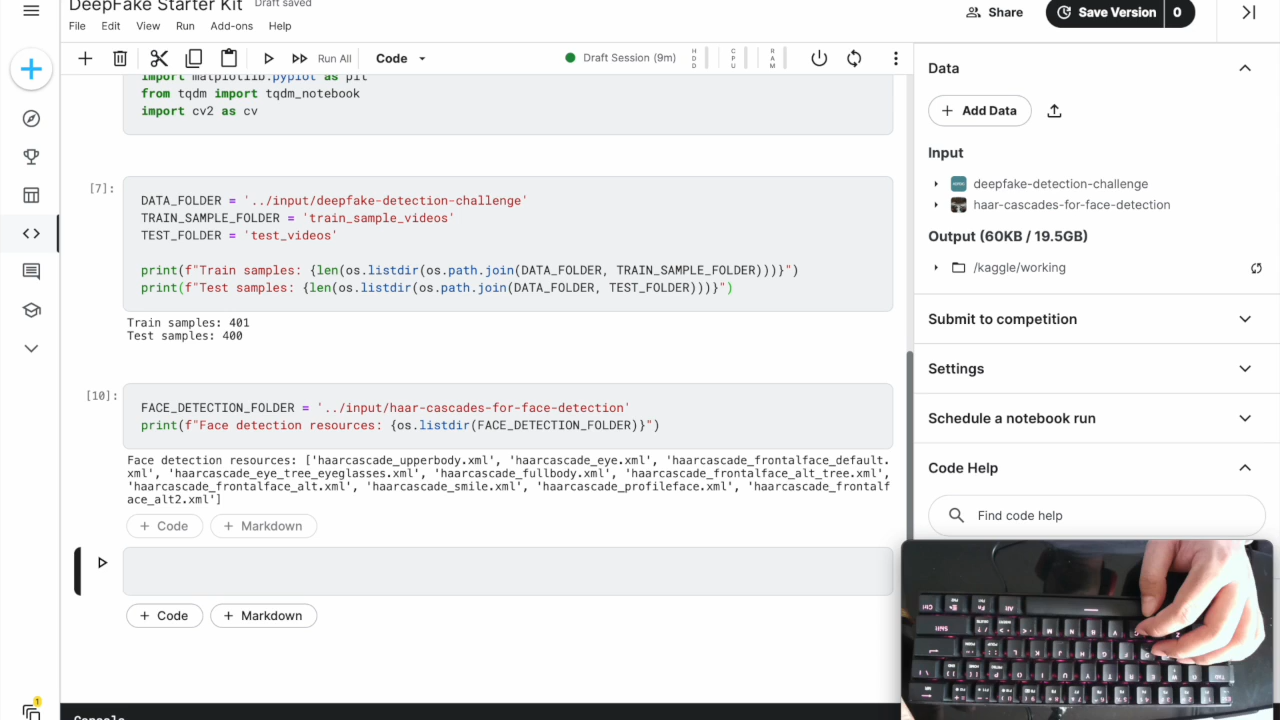 DeepFake Starter Kit
Draft saved
File Edit View Run Add-ons Help
Share
Save Version
0
Run All
Code
Draft Session (9m)
HDD
CPU
RAM
import matplotlib.pyplot as plt
from tqdm import tqdm_notebook
import cv2 as cv
[7]:
DATA_FOLDER = '../input/deepfake-detection-challenge'
TRAIN_SAMPLE_FOLDER = 'train_sample_videos'
TEST_FOLDER = 'test_videos'
print(f"Train samples: {len(os.listdir(os.path.join(DATA_FOLDER, TRAIN_SAMPLE_FOLDER)))}")
print(f"Test samples: {len(os.listdir(os.path.join(DATA_FOLDER, TEST_FOLDER)))}")
Train samples: 401
Test samples: 400
[10]:
FACE_DETECTION_FOLDER = '../input/haar-cascades-for-face-detection'
print(f"Face detection resources: {os.listdir(FACE_DETECTION_FOLDER)}")
Face detection resources: ['haarcascade_upperbody.xml', 'haarcascade_eye.xml', 'haarcascade_frontalface_default.
xml', 'haarcascade_eye_tree_eyeglasses.xml', 'haarcascade_fullbody.xml', 'haarcascade_frontalface_alt_tree.xml',
'haarcascade_frontalface_alt.xml', 'haarcascade_smile.xml', 'haarcascade_profileface.xml', 'haarcascade_frontalf
ace_alt2.xml']
+ Code
+ Markdown
+ Code
+ Markdown
Console
1
Data
+ Add Data
Input
deepfake-detection-challenge
haar-cascades-for-face-detection
Output (60KB / 19.5GB)
/kaggle/working
Submit to competition
Settings
Schedule a notebook run
Code Help
Find code help